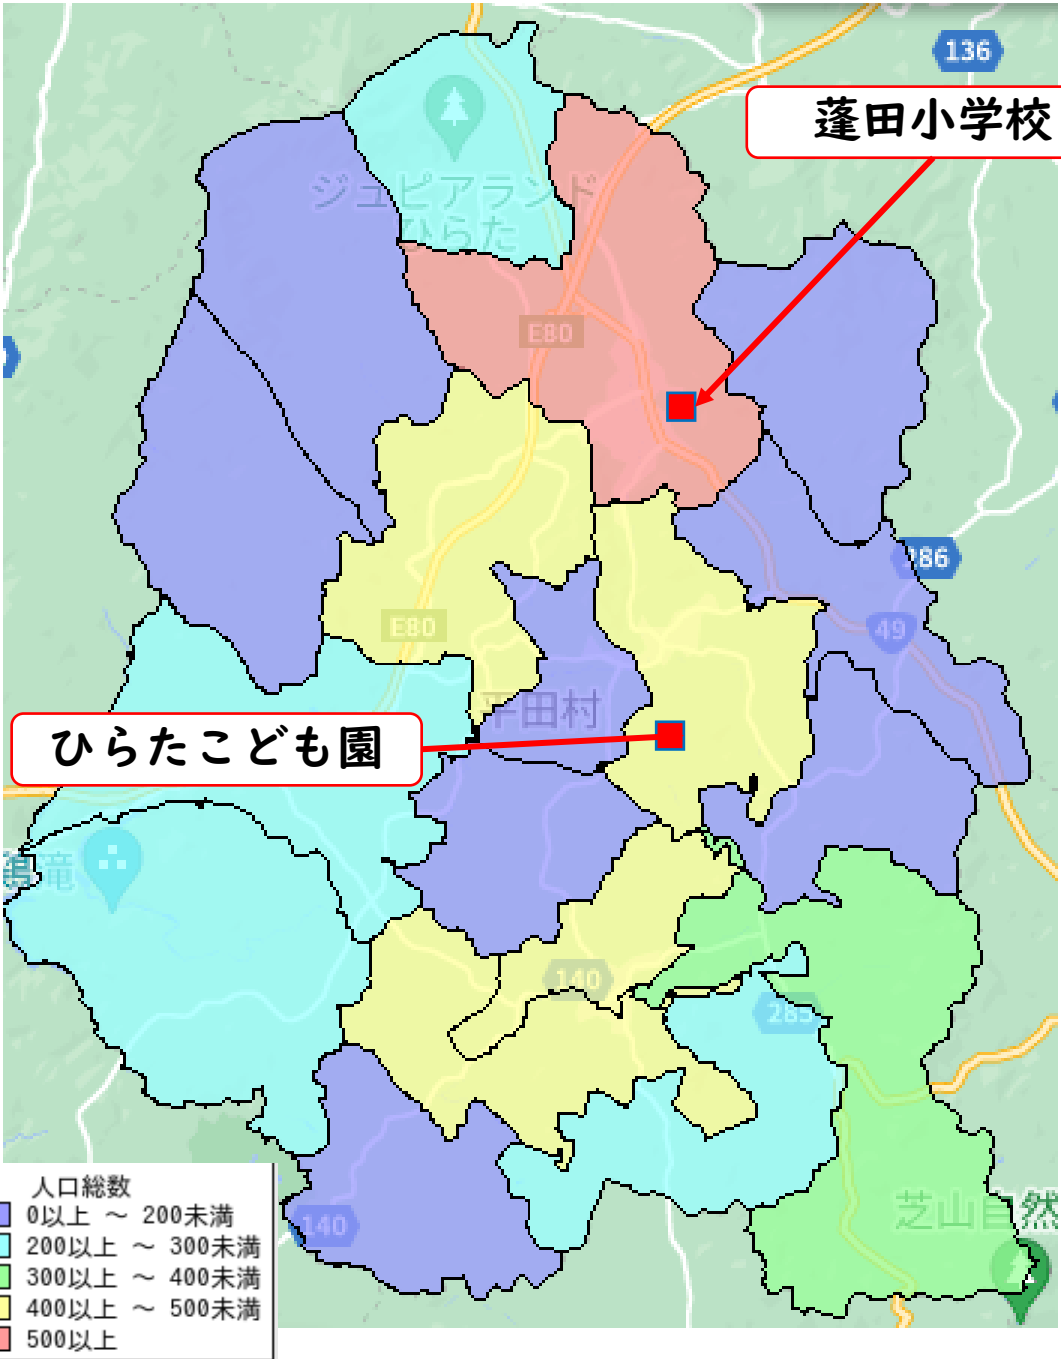 136
蓬田小学校
ジュピアランド
ひらた
E80
286
49
E80
平田村
ひらたこども園
滝
140
285
芝山自然
140
人口総数
0以上 ～ 200未満
200以上 ～ 300未満
300以上 ～ 400未満
400以上 ～ 500未満
500以上